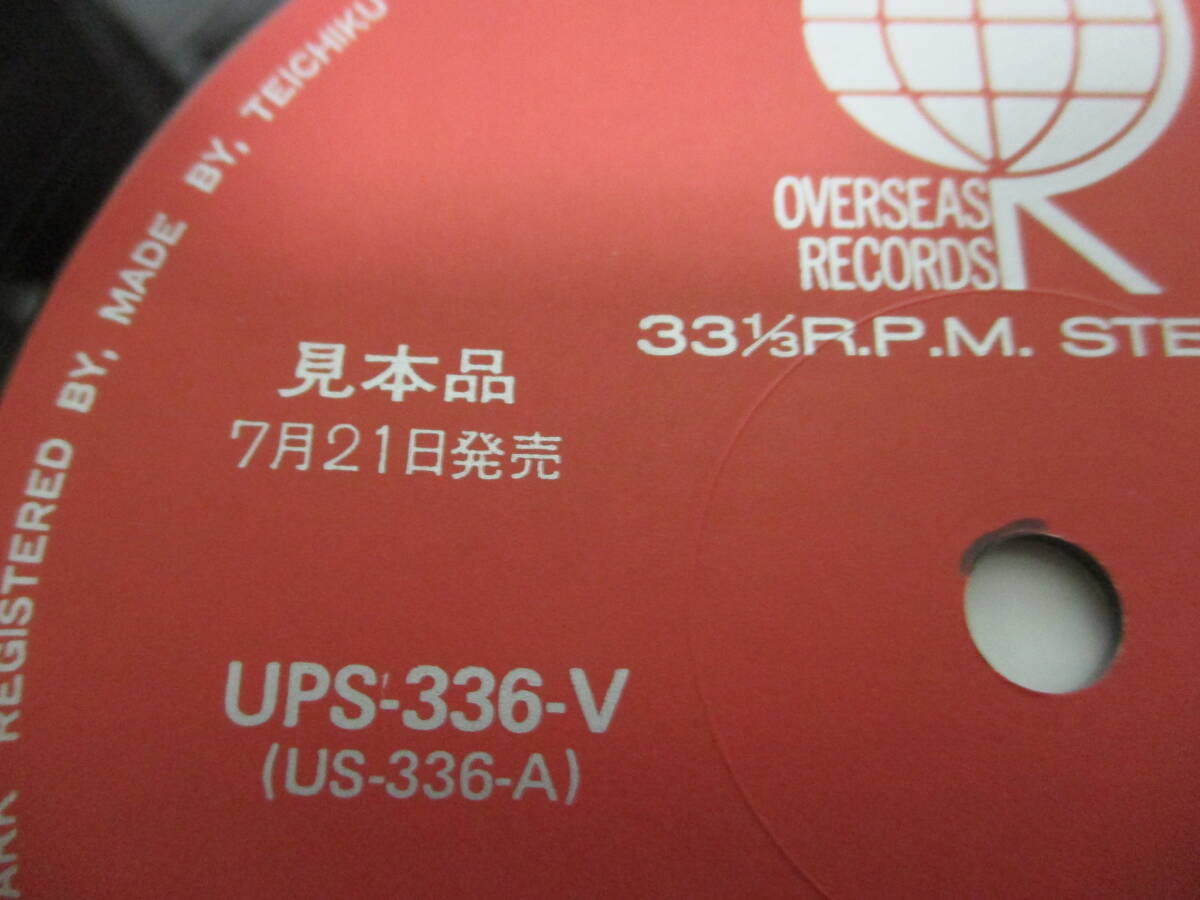 ARK REGISTERED BY, MADE BY, TEICHIKU
OVERSEAS
RECORDS
33⅓R.P.M. STE
見本品
7月21日発売
UPS-336-V
(US-336-A)